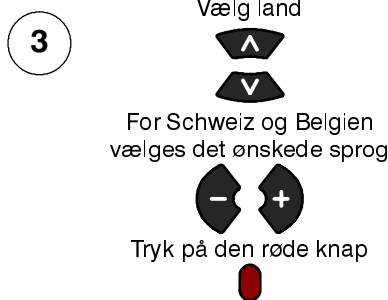 3
Vælg land
For Schweiz og Belgien
vælges det ønskede sprog
− +
Tryk på den røde knap